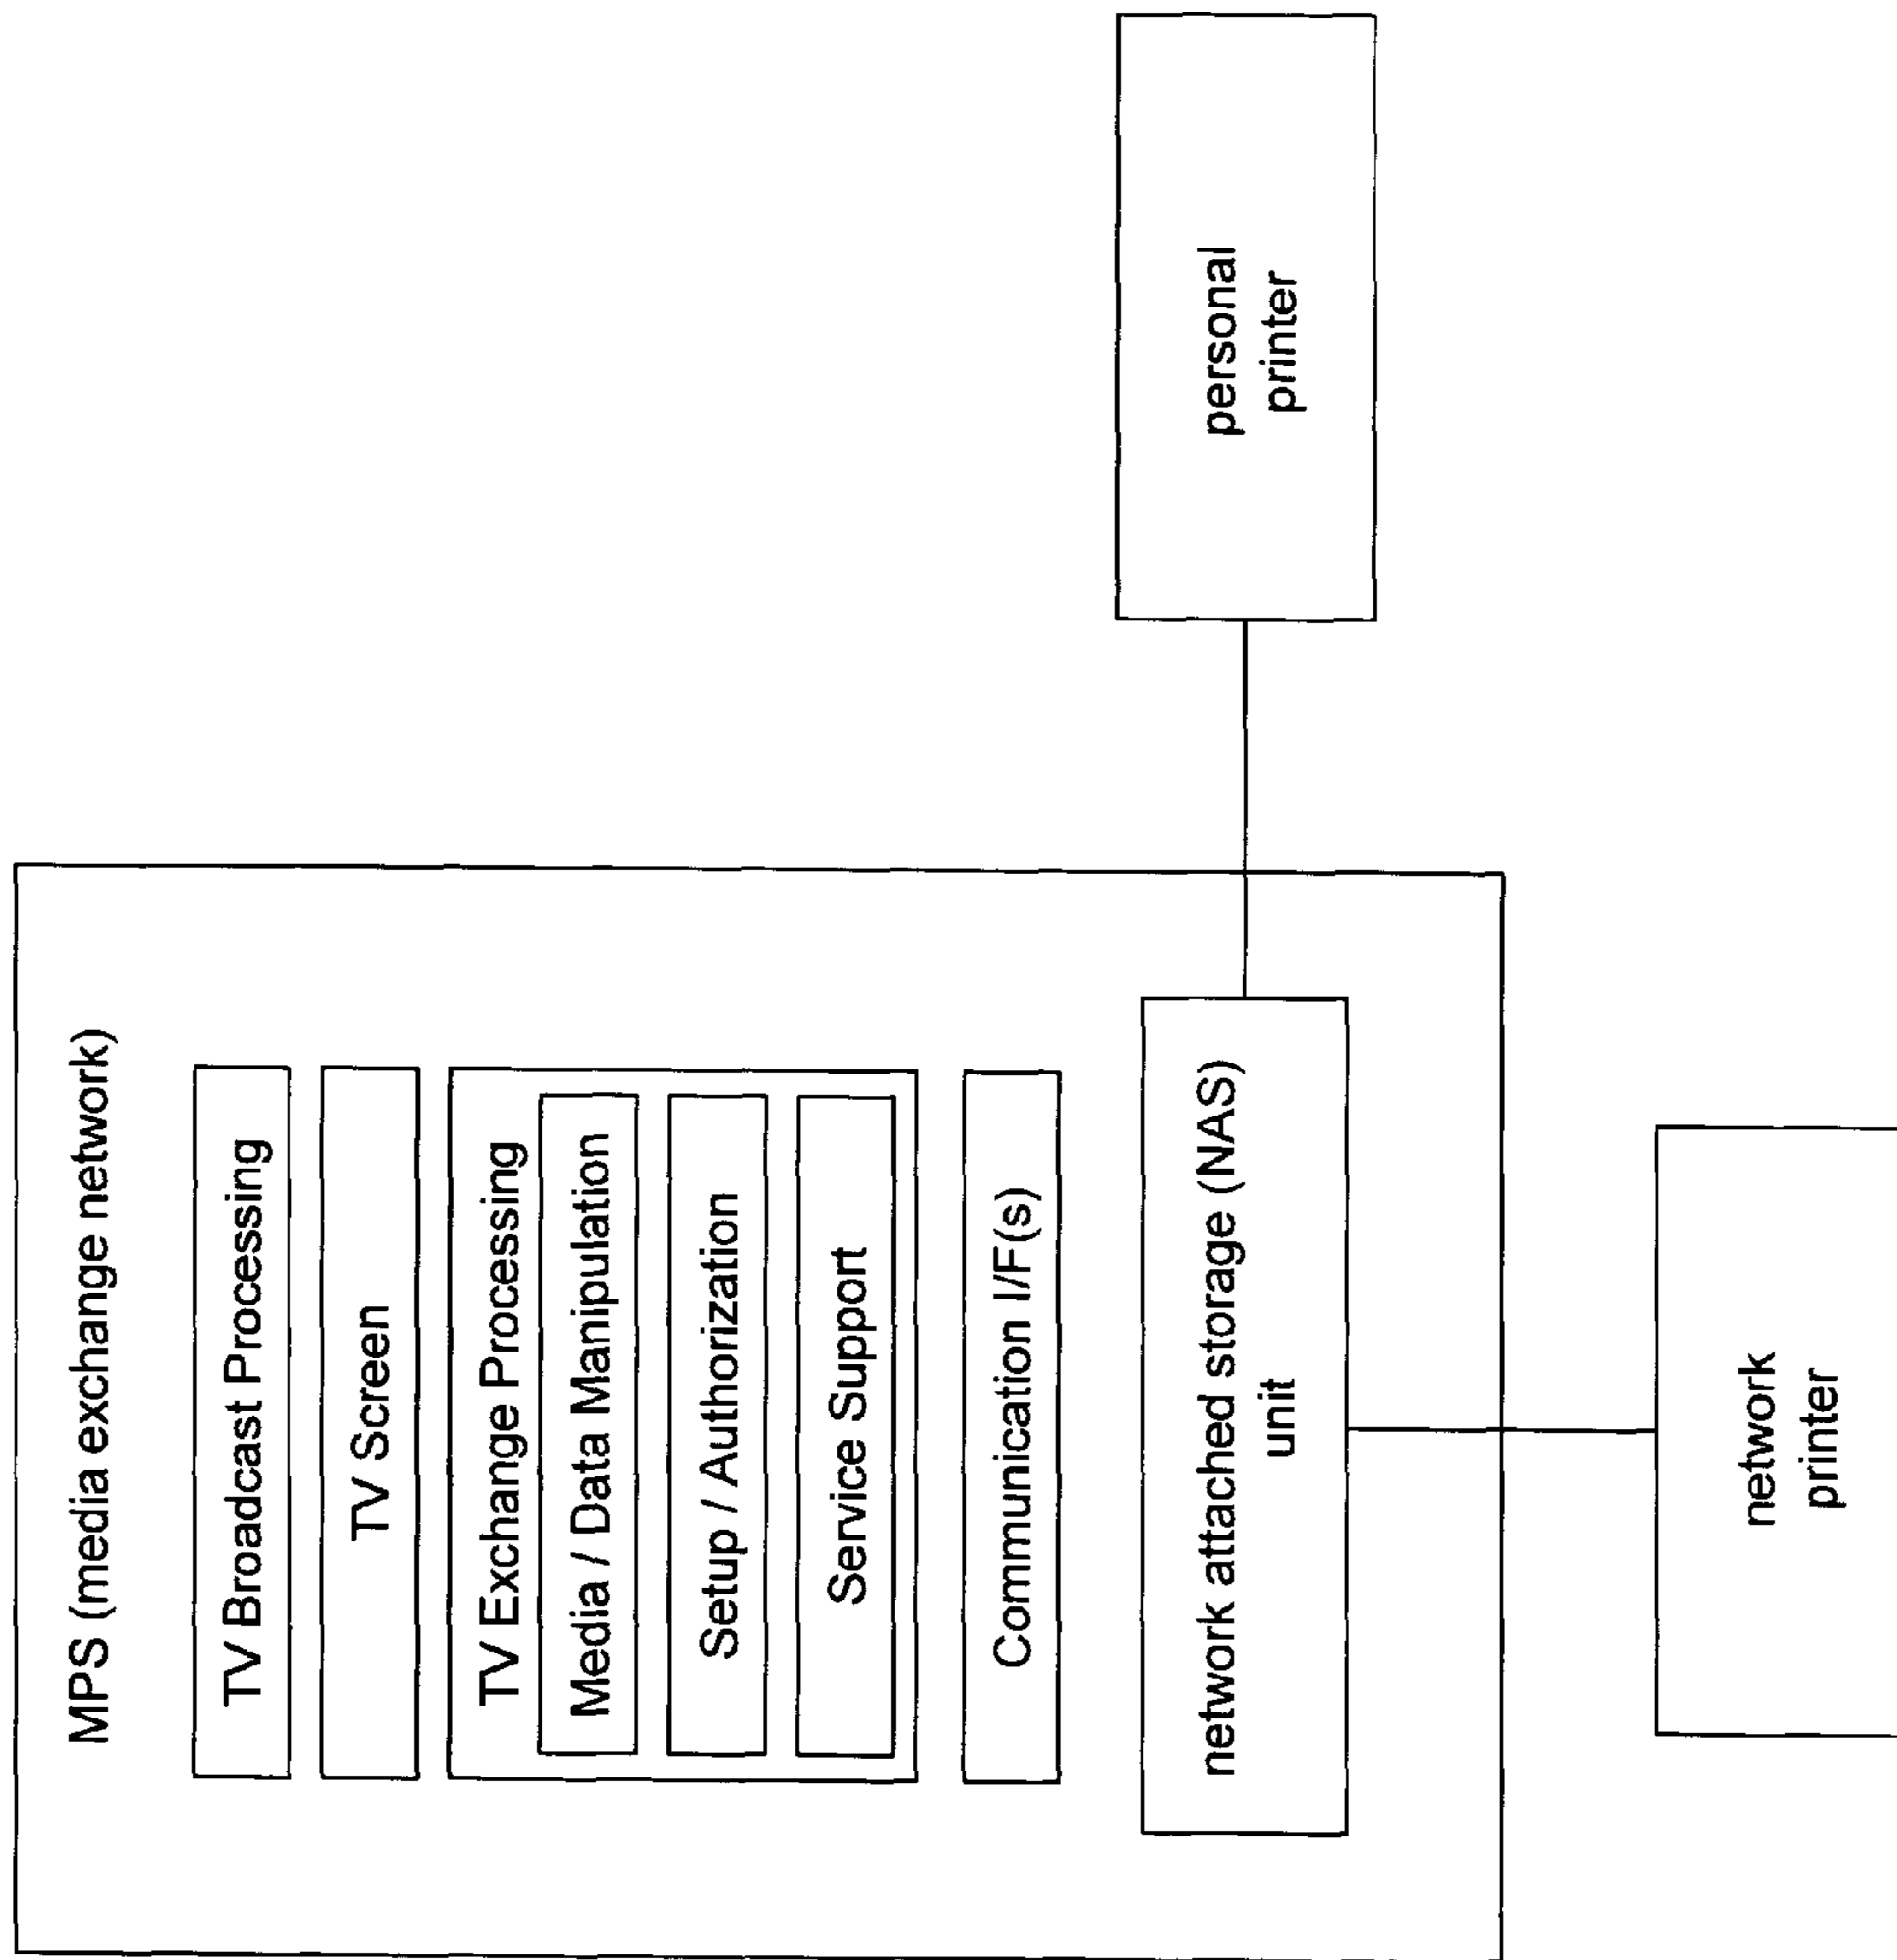 MPS (media exchange network)
TV Broadcast Processing
TV Screen
TV Exchange Processing
Media / Data Manipulation
Setup / Authorization
Service Support
Communication I/F(s)
network attached storage (NAS)
unit
personal
printer
network
printer